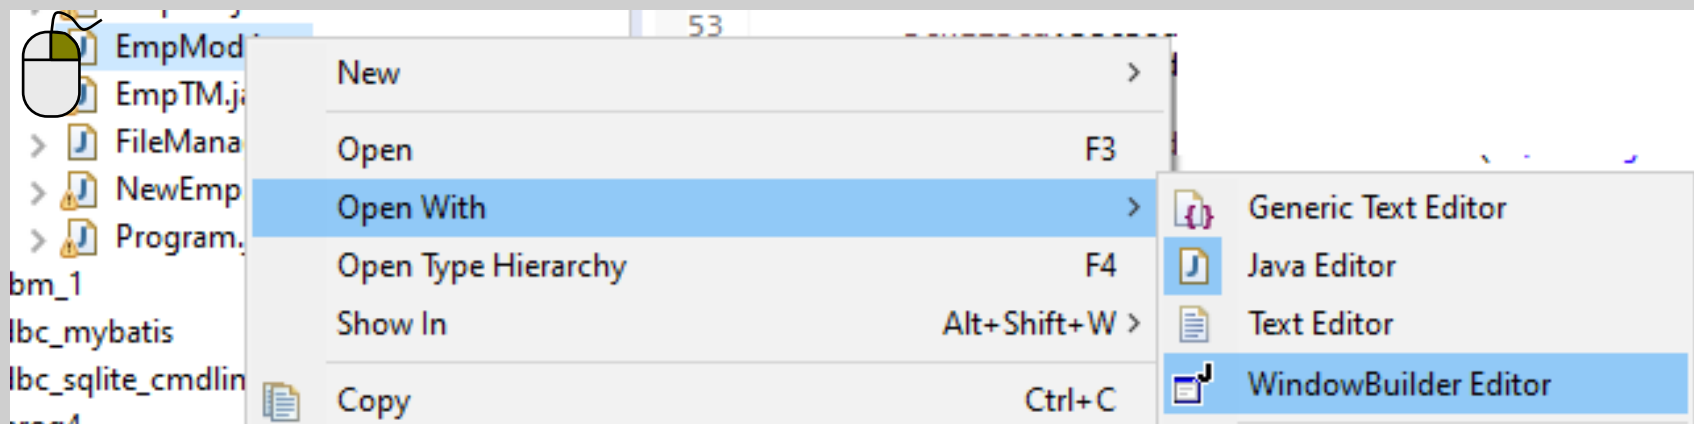 53
EmpMod
New
EmpTM.ja
FileMana
Open F3
NewEmp
Open With
Generic Text Editor
Program.
Open Type Hierarchy F4
Java Editor
bm_1
Show In Alt+Shift+W
Text Editor
lbc_mybatis
lbc_sqlite_cmdlin
WindowBuilder Editor
Copy Ctrl+C